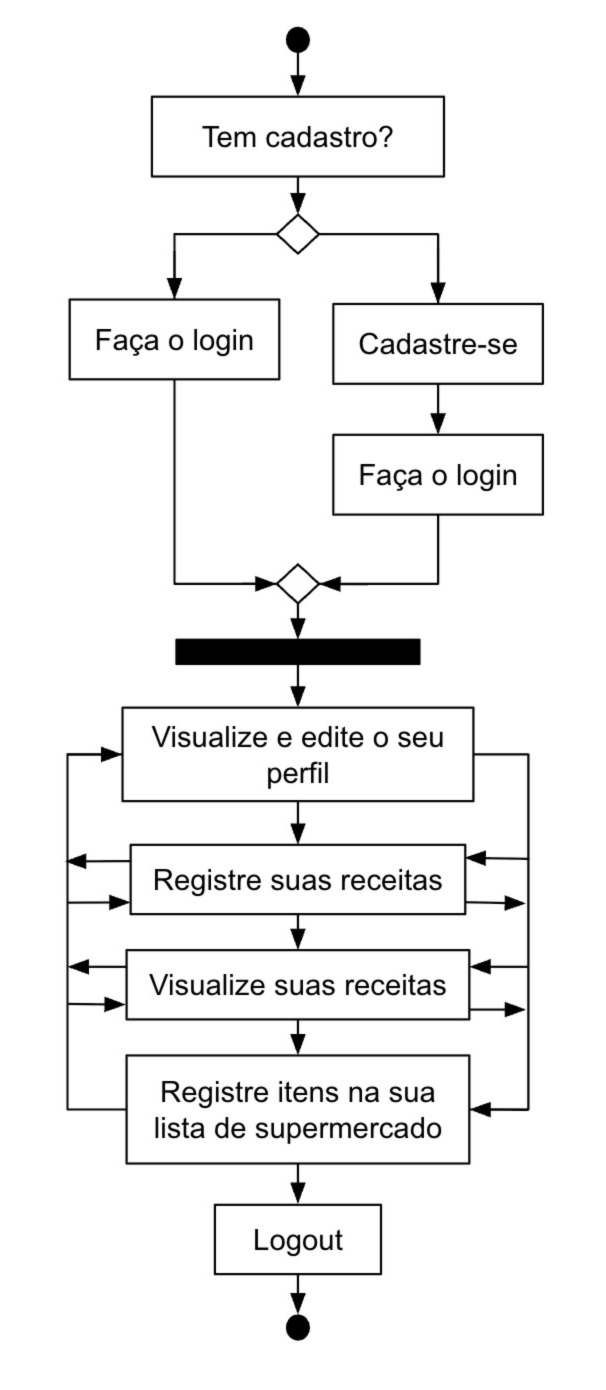 Tem cadastro?
Faça o login
Cadastre-se
Faça o login
Visualize e edite o seu
perfil
Registre suas receitas
Visualize suas receitas
Registre itens na sua
lista de supermercado
Logout